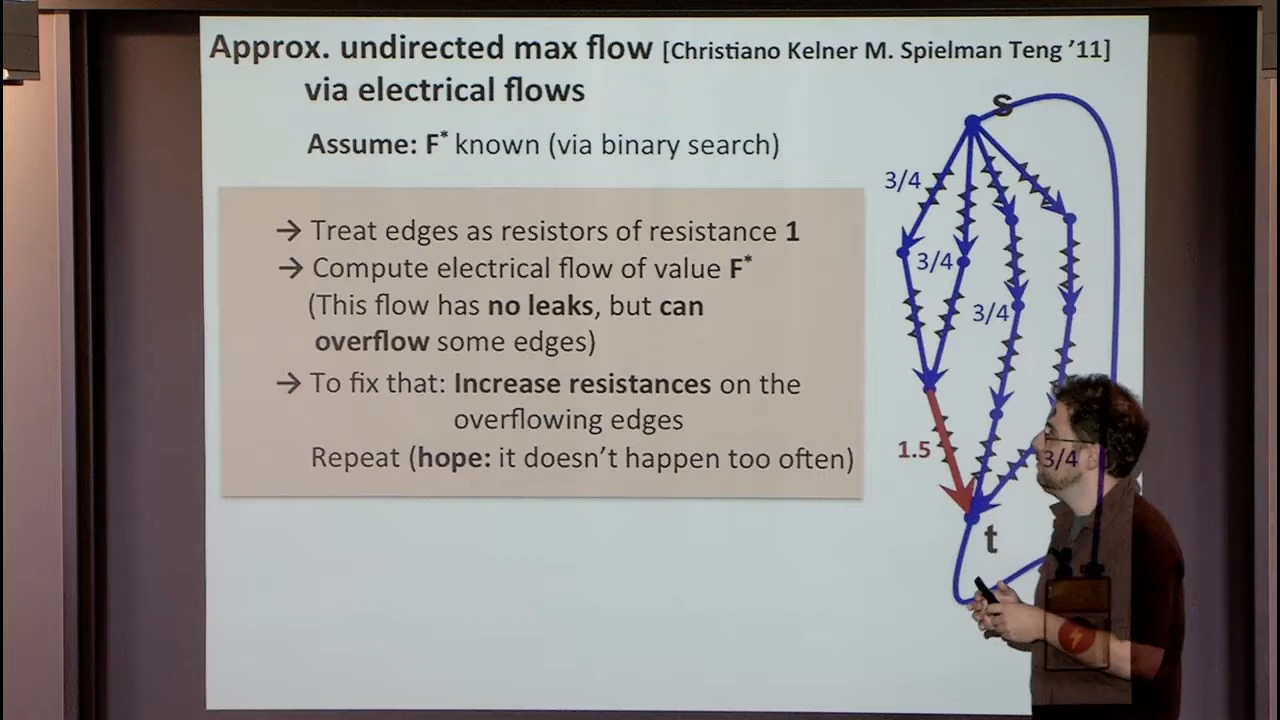 Approx. undirected max flow [Christiano Kelner M. Spielman Teng ’11]
via electrical flows
Assume: F* known (via binary search)
→ Treat edges as resistors of resistance 1
→ Compute electrical flow of value F*
(This flow has no leaks, but can
overflow some edges)
→ To fix that: Increase resistances on the
overflowing edges
Repeat (hope: it doesn’t happen too often)
s
3/4
3/4
3/4
1.5
3/4
t